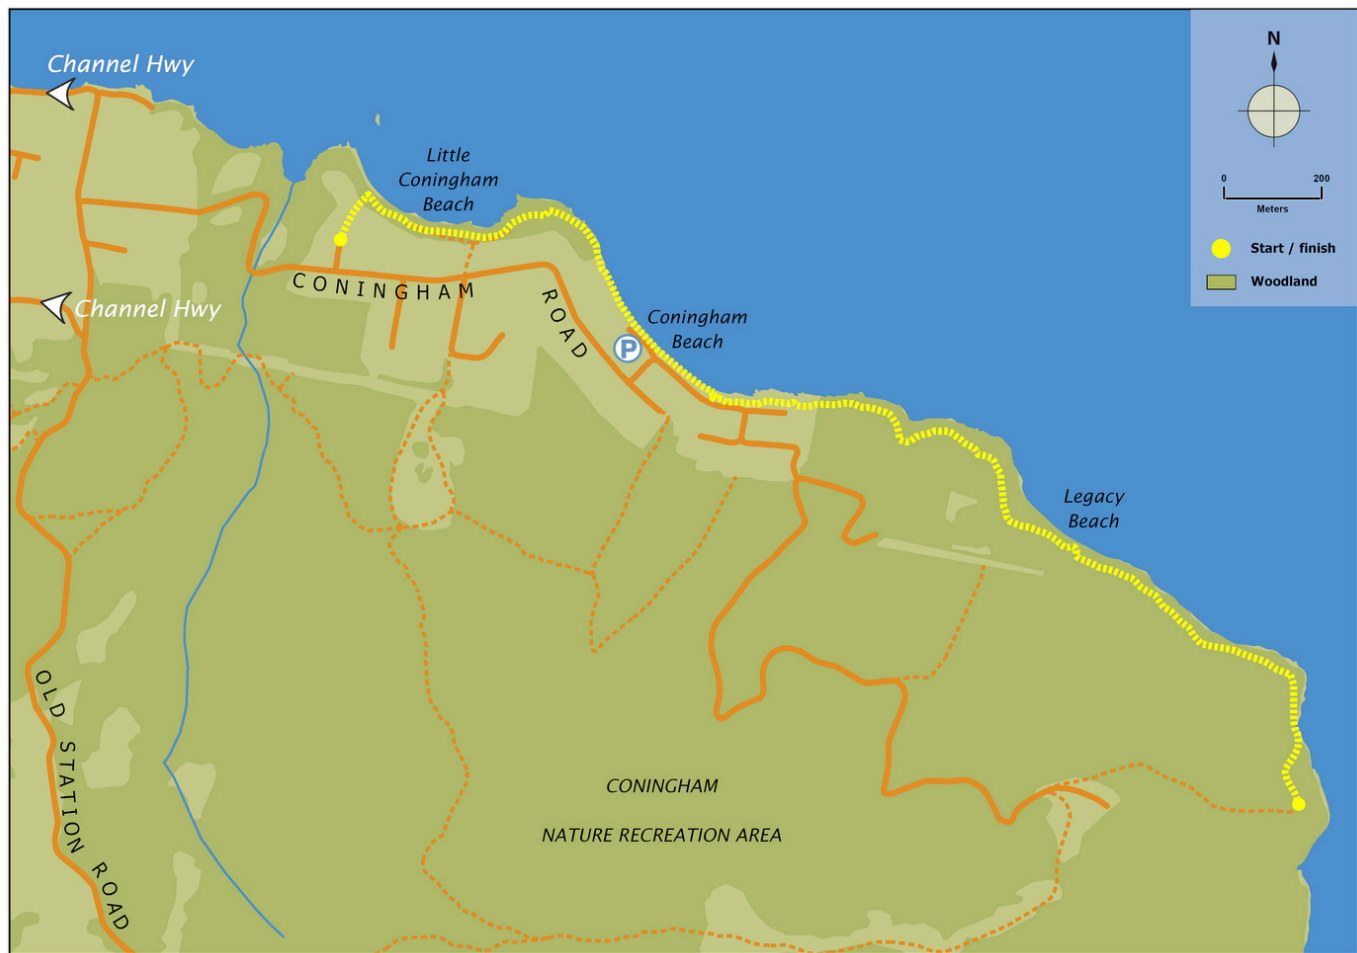 Channel Hwy
N
Little
Coningham
Beach
0 200
Meters
Start / finish
Woodland
CONINGHAM ROAD
Channel Hwy
Coningham
Beach
P
Legacy
Beach
OLD STATION ROAD
CONINGHAM
NATURE RECREATION AREA